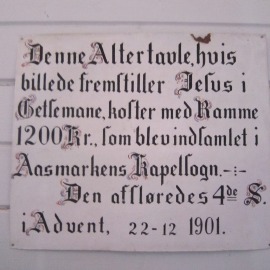 Denne Altertavle, hvis
billede fremstiller Jesus i
Getsemane, koster med Ramme
1200 Kr., som blev indsamlet i
Aasmarkens Kapelsogn. -:-
Den afsløredes 4de S.
i Advent, 22-12 1901.